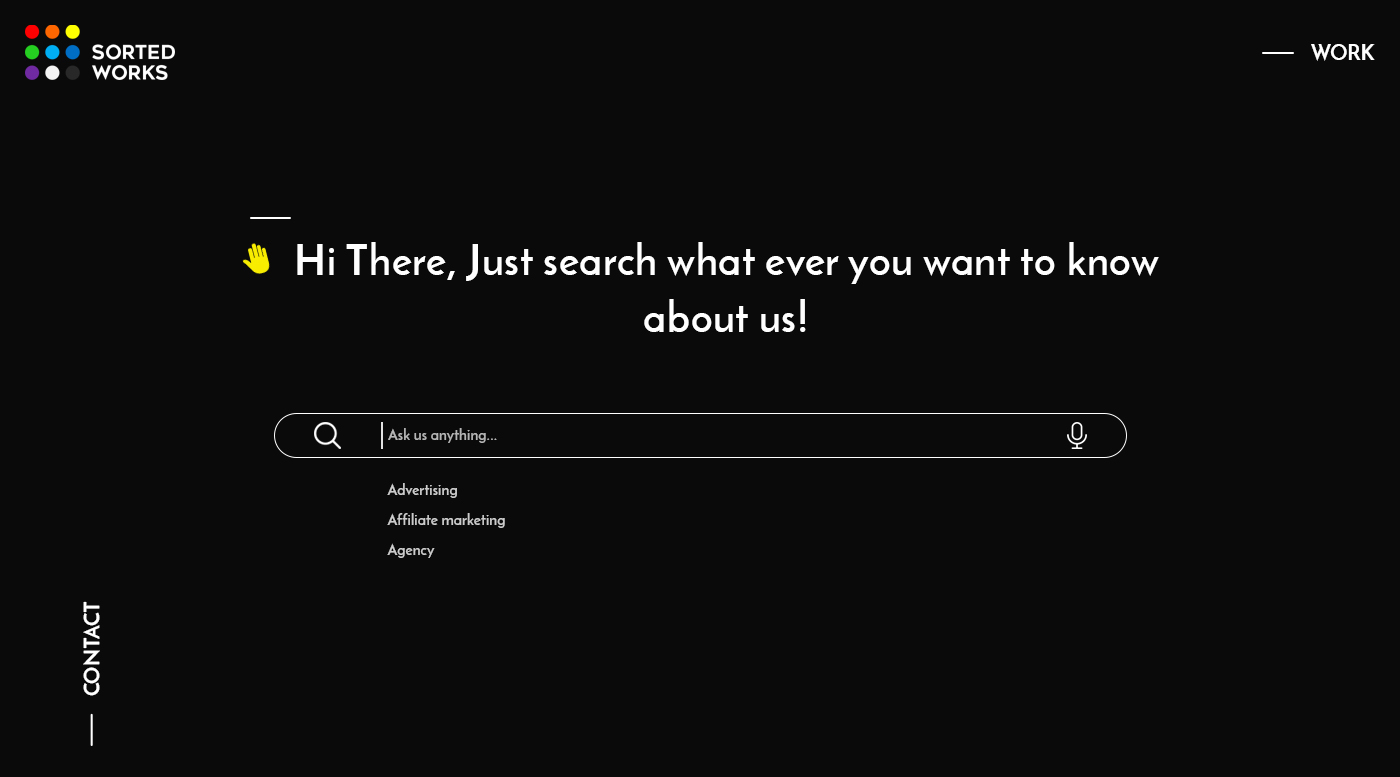 SORTED
WORKS
WORK
Hi There, Just search what ever you want to know
about us!
Ask us anything...
Advertising
Affiliate marketing
Agency
CONTACT